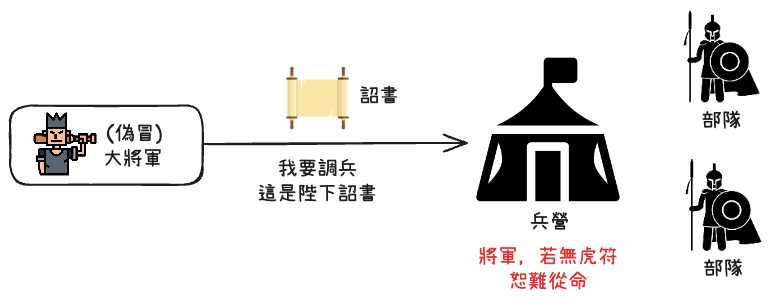 (偽冒)
大將軍
詔書
我要調兵
這是陛下詔書
兵營
將軍，若無虎符
恕難從命
部隊
部隊